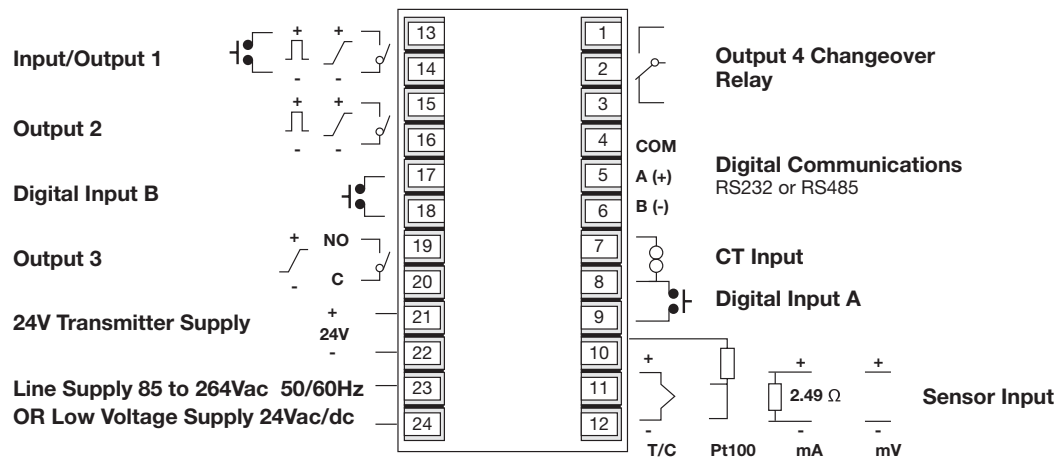 Input/Output 1
+ +
- -
Output 2
+ +
- -
Digital Input B
Output 3
+ NO
- C
24V Transmitter Supply
+
24V
-
Line Supply 85 to 264Vac 50/60Hz
OR Low Voltage Supply 24Vac/dc
13
14
15
16
17
18
19
20
21
22
23
24
1
2
3
4
5
6
7
8
9
10
11
12
Output 4 Changeover
Relay
COM
A (+)
B (-)
Digital Communications
RS232 or RS485
CT Input
Digital Input A
+ + +
2.49 Ω
- - -
T/C Pt100 mA mV
Sensor Input